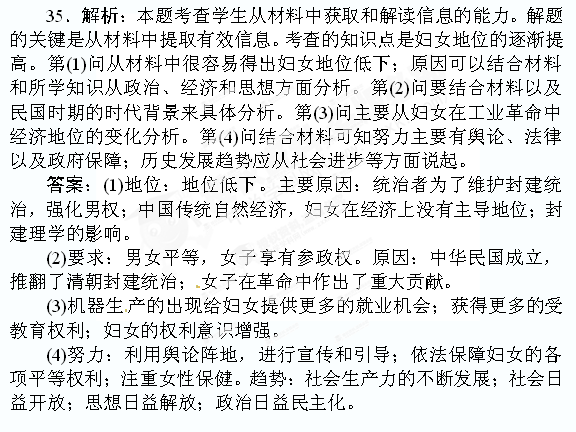 35．解析：本题考查学生从材料中获取和解读信息的能力。解题
的关键是从材料中提取有效信息。考查的知识点是妇女地位的逐渐提
高。第(1)问从材料中很容易得出妇女地位低下；原因可以结合材料
和所学知识从政治、经济和思想方面分析。第(2)问要结合材料以及
民国时期的时代背景来具体分析。第(3)问主要从妇女在工业革命中
经济地位的变化分析。第(4)问结合材料可知努力主要有舆论、法律
以及政府保障；历史发展趋势应从社会进步等方面说起。
答案：(1)地位：地位低下。主要原因：统治者为了维护封建统
治，强化男权；中国传统自然经济，妇女在经济上没有主导地位；封
建理学的影响。
(2)要求：男女平等，女子享有参政权。原因：中华民国成立，
推翻了清朝封建统治；女子在革命中作出了重大贡献。
(3)机器生产的出现给妇女提供更多的就业机会；获得更多的受
教育权利；妇女的权利意识增强。
(4)努力：利用舆论阵地，进行宣传和引导；依法保障妇女的各
项平等权利；注重女性保健。趋势：社会生产力的不断发展；社会日
益开放；思想日益解放；政治日益民主化。